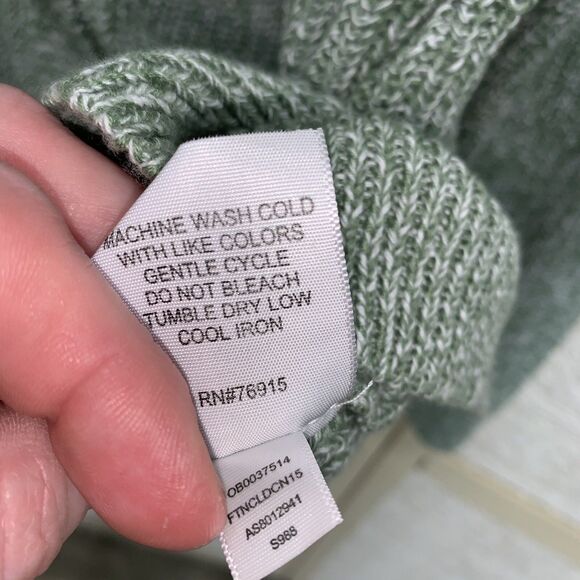 MACHINE WASH COLD
WITH LIKE COLORS
GENTLE CYCLE
DO NOT BLEACH
TUMBLE DRY LOW
COOL IRON
RN#76915
OB0037514
FTNCLDCN15
AS8012941
S988